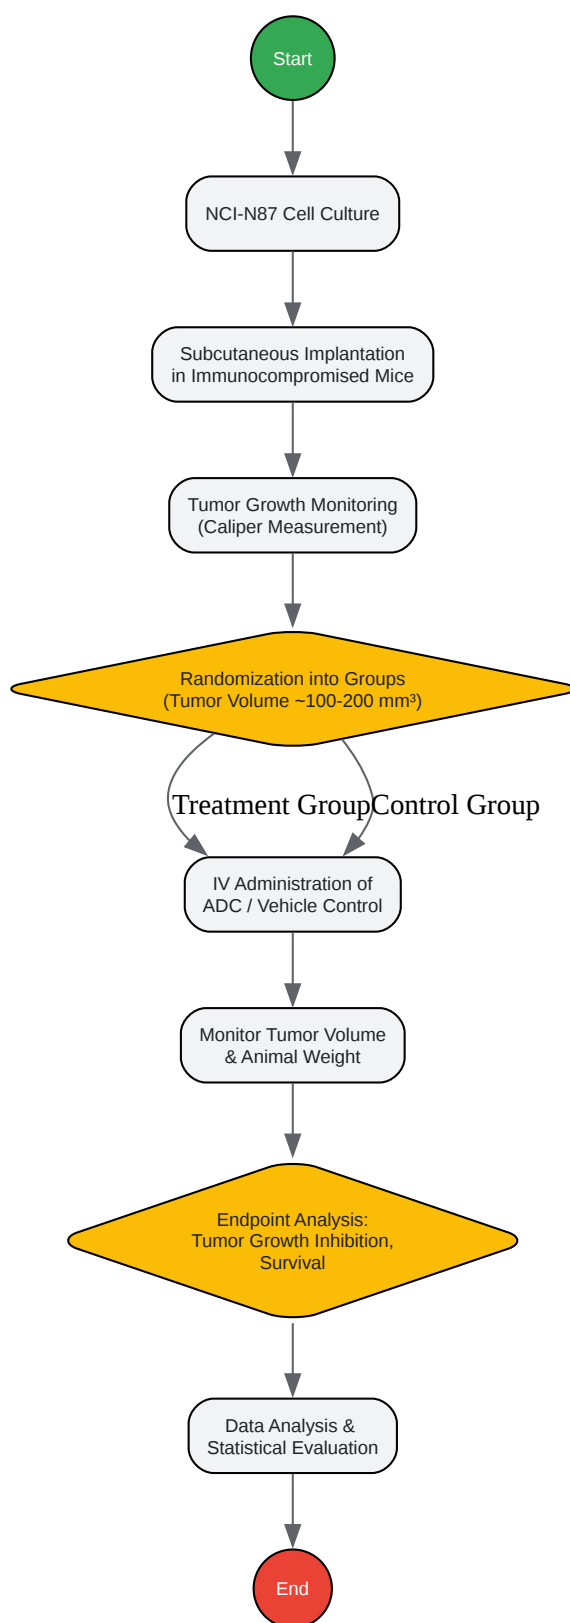 Start
NCI-N87 Cell Culture
Subcutaneous Implantation
in Immunocompromised Mice
Tumor Growth Monitoring
(Caliper Measurement)
Randomization into Groups
(Tumor Volume ~100-200 mm³)
Treatment Group
Control Group
IV Administration of
ADC / Vehicle Control
Monitor Tumor Volume
& Animal Weight
Endpoint Analysis:
Tumor Growth Inhibition,
Survival
Data Analysis &
Statistical Evaluation
End